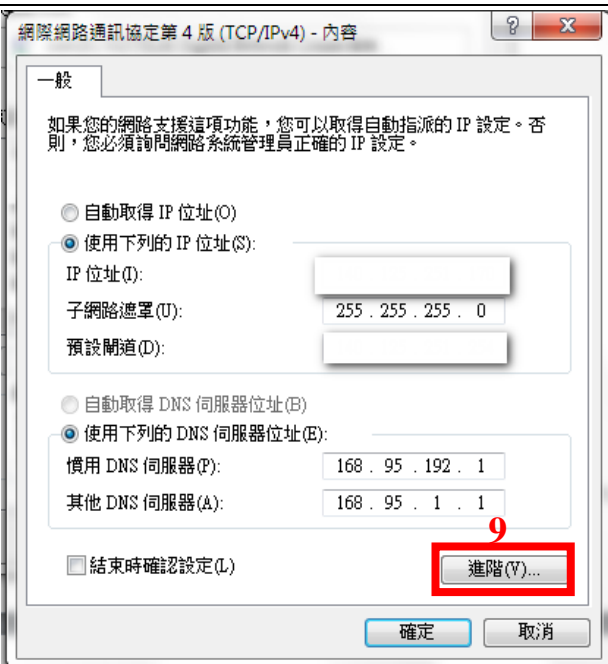 網際網路通訊協定第 4 版 (TCP/IPv4) - 內容
一般
如果您的網路支援這項功能，您可以取得自動指派的 IP 設定。否
則，您必須詢問網路系統管理員正確的 IP 設定。
自動取得 IP 位址(O)
使用下列的 IP 位址(S):
IP 位址(I):
子網路遮罩(U): 255 . 255 . 255 . 0
預設閘道(D):
自動取得 DNS 伺服器位址(B)
使用下列的 DNS 伺服器位址(E):
慣用 DNS 伺服器(P): 168 . 95 . 192 . 1
其他 DNS 伺服器(A): 168 . 95 . 1 . 1
9
結束時確認設定(L) 進階(V)...
確定 取消